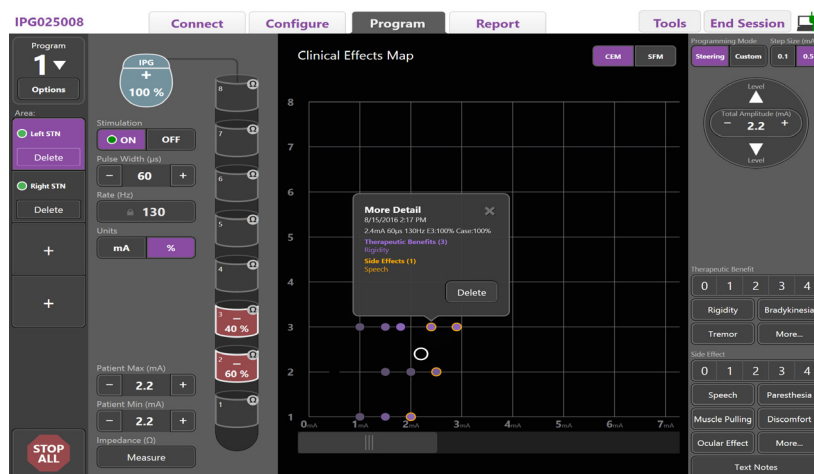 IPG025008
Connect
Configure
Program
Report
Tools
End Session
Program
1
Options
Area:
Left STN
Delete
Right STN
Delete
+
+
STOP
ALL
IPG
+
100 %
Stimulation
ON OFF
Pulse Width (µs)
− 60 +
Rate (Hz)
130
Units
mA %
Patient Max (mA)
− 2.2 +
Patient Min (mA)
− 2.2 +
Impedance (Ω)
Measure
8 Ω
7 Ω
6 Ω
5 Ω
4 Ω
3 Ω
−
40 %
2 Ω
−
60 %
1 Ω
Clinical Effects Map
CEM SFM
8
7
6
5
4
3
2
1
0mA 1mA 2mA 3mA 4mA 5mA 6mA 7mA
More Detail
8/15/2016 2:17 PM
2.4mA 60µs 130Hz E3:100% Case:100%
Therapeutic Benefits (3)
Rigidity
Side Effects (1)
Speech
Delete
Programming Mode
Steering Custom
Step Size (mA)
0.1 0.5
Level
Total Amplitude (mA)
− 2.2 +
Level
Therapeutic Benefit
0 1 2 3 4
Rigidity Bradykinesia
Tremor More...
Side Effect
0 1 2 3 4
Speech Paresthesia
Muscle Pulling Discomfort
Ocular Effect More...
Text Notes